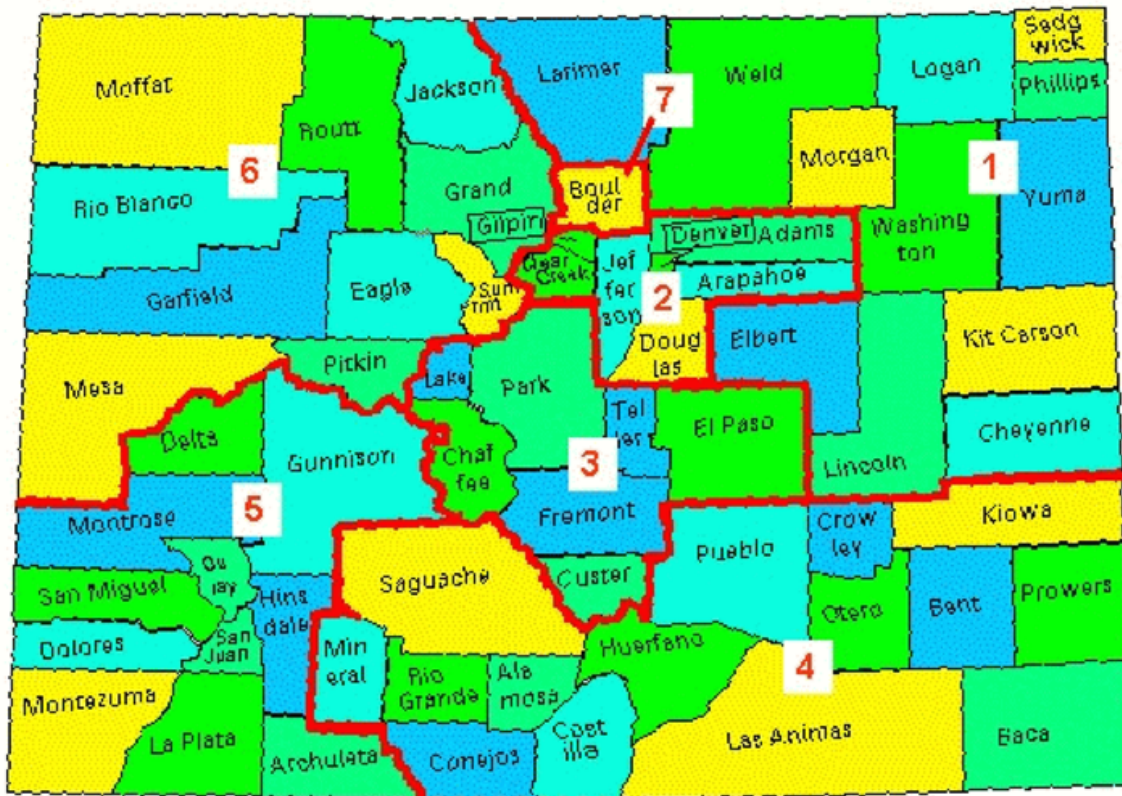 Moffat
Routt
Jackson
Larimer
Weld
Logan
Sedg
wick
Phillips
7
6
Rio Blanco
Grand
Gilpin
Boul
der
Morgan
1
Yuma
Washing
ton
Garfield
Eagle
Sum
mit
Clear
Creek
Jef
fer
son
Denver
Adams
Arapahoe
2
Doug
las
Elbert
Kit Carson
Mesa
Pitkin
Lake
Park
Tel
ler
El Paso
Lincoln
Cheyenne
Delta
Gunnison
Chaf
fee
3
5
Montrose
Fremont
Pueblo
Crow
ley
Kiowa
San Miguel
Ou
ray
Hins
dale
Saguache
Custer
Otero
Bent
Prowers
Dolores
San
Juan
Min
eral
Rio
Grande
Ala
mosa
Huerfano
4
Montezuma
La Plata
Archuleta
Conejos
Cost
illa
Las Animas
Baca